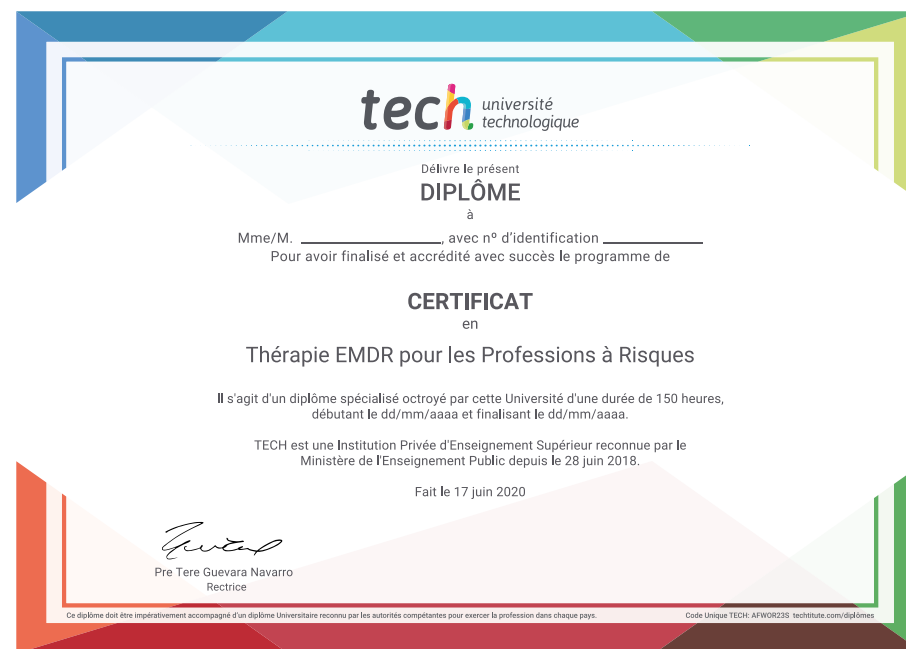 tech université
technologique
Délivre le présent
DIPLÔME
à
Mme/M. ____________________, avec nº d'identification ______________
Pour avoir finalisé et accrédité avec succès le programme de
CERTIFICAT
en
Thérapie EMDR pour les Professions à Risques
Il s'agit d'un diplôme spécialisé octroyé par cette Université d'une durée de 150 heures,
débutant le dd/mm/aaaa et finalisant le dd/mm/aaaa.
TECH est une Institution Privée d'Enseignement Supérieur reconnue par le
Ministère de l'Enseignement Public depuis le 28 juin 2018.
Fait le 17 juin 2020
Pre Tere Guevara Navarro
Rectrice
Ce diplôme doit être impérativement accompagné d'un diplôme Universitaire reconnu par les autorités compétantes pour exercer la profession dans chaque pays.
Code Unique TECH: AFWOR23S techtitute.com/diplômes